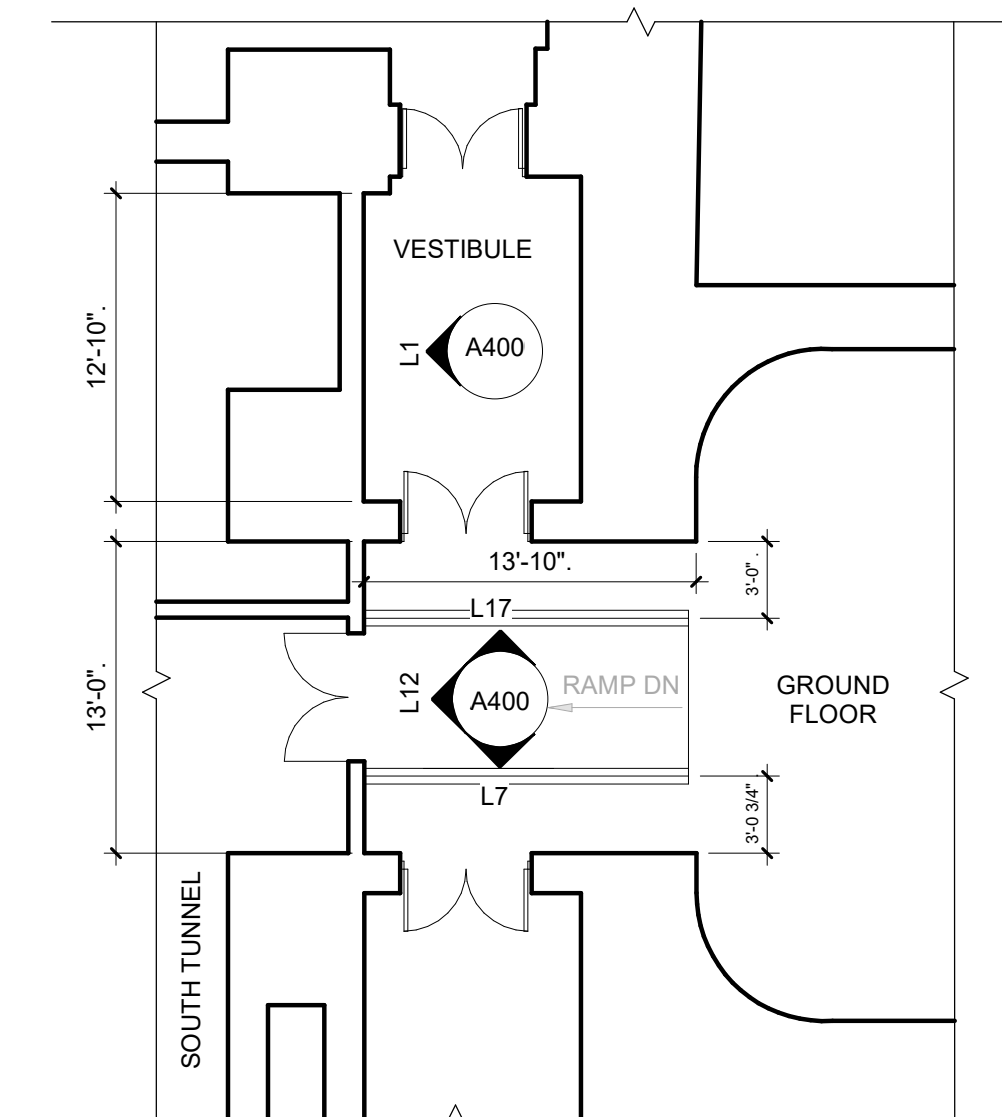 VESTIBULE
L1
A400
12'-10".
13'-10".
3'-0" .
L17
13'-0".
L12
A400
RAMP DN
GROUND
FLOOR
L7
3'-0 3/4"
SOUTH TUNNEL